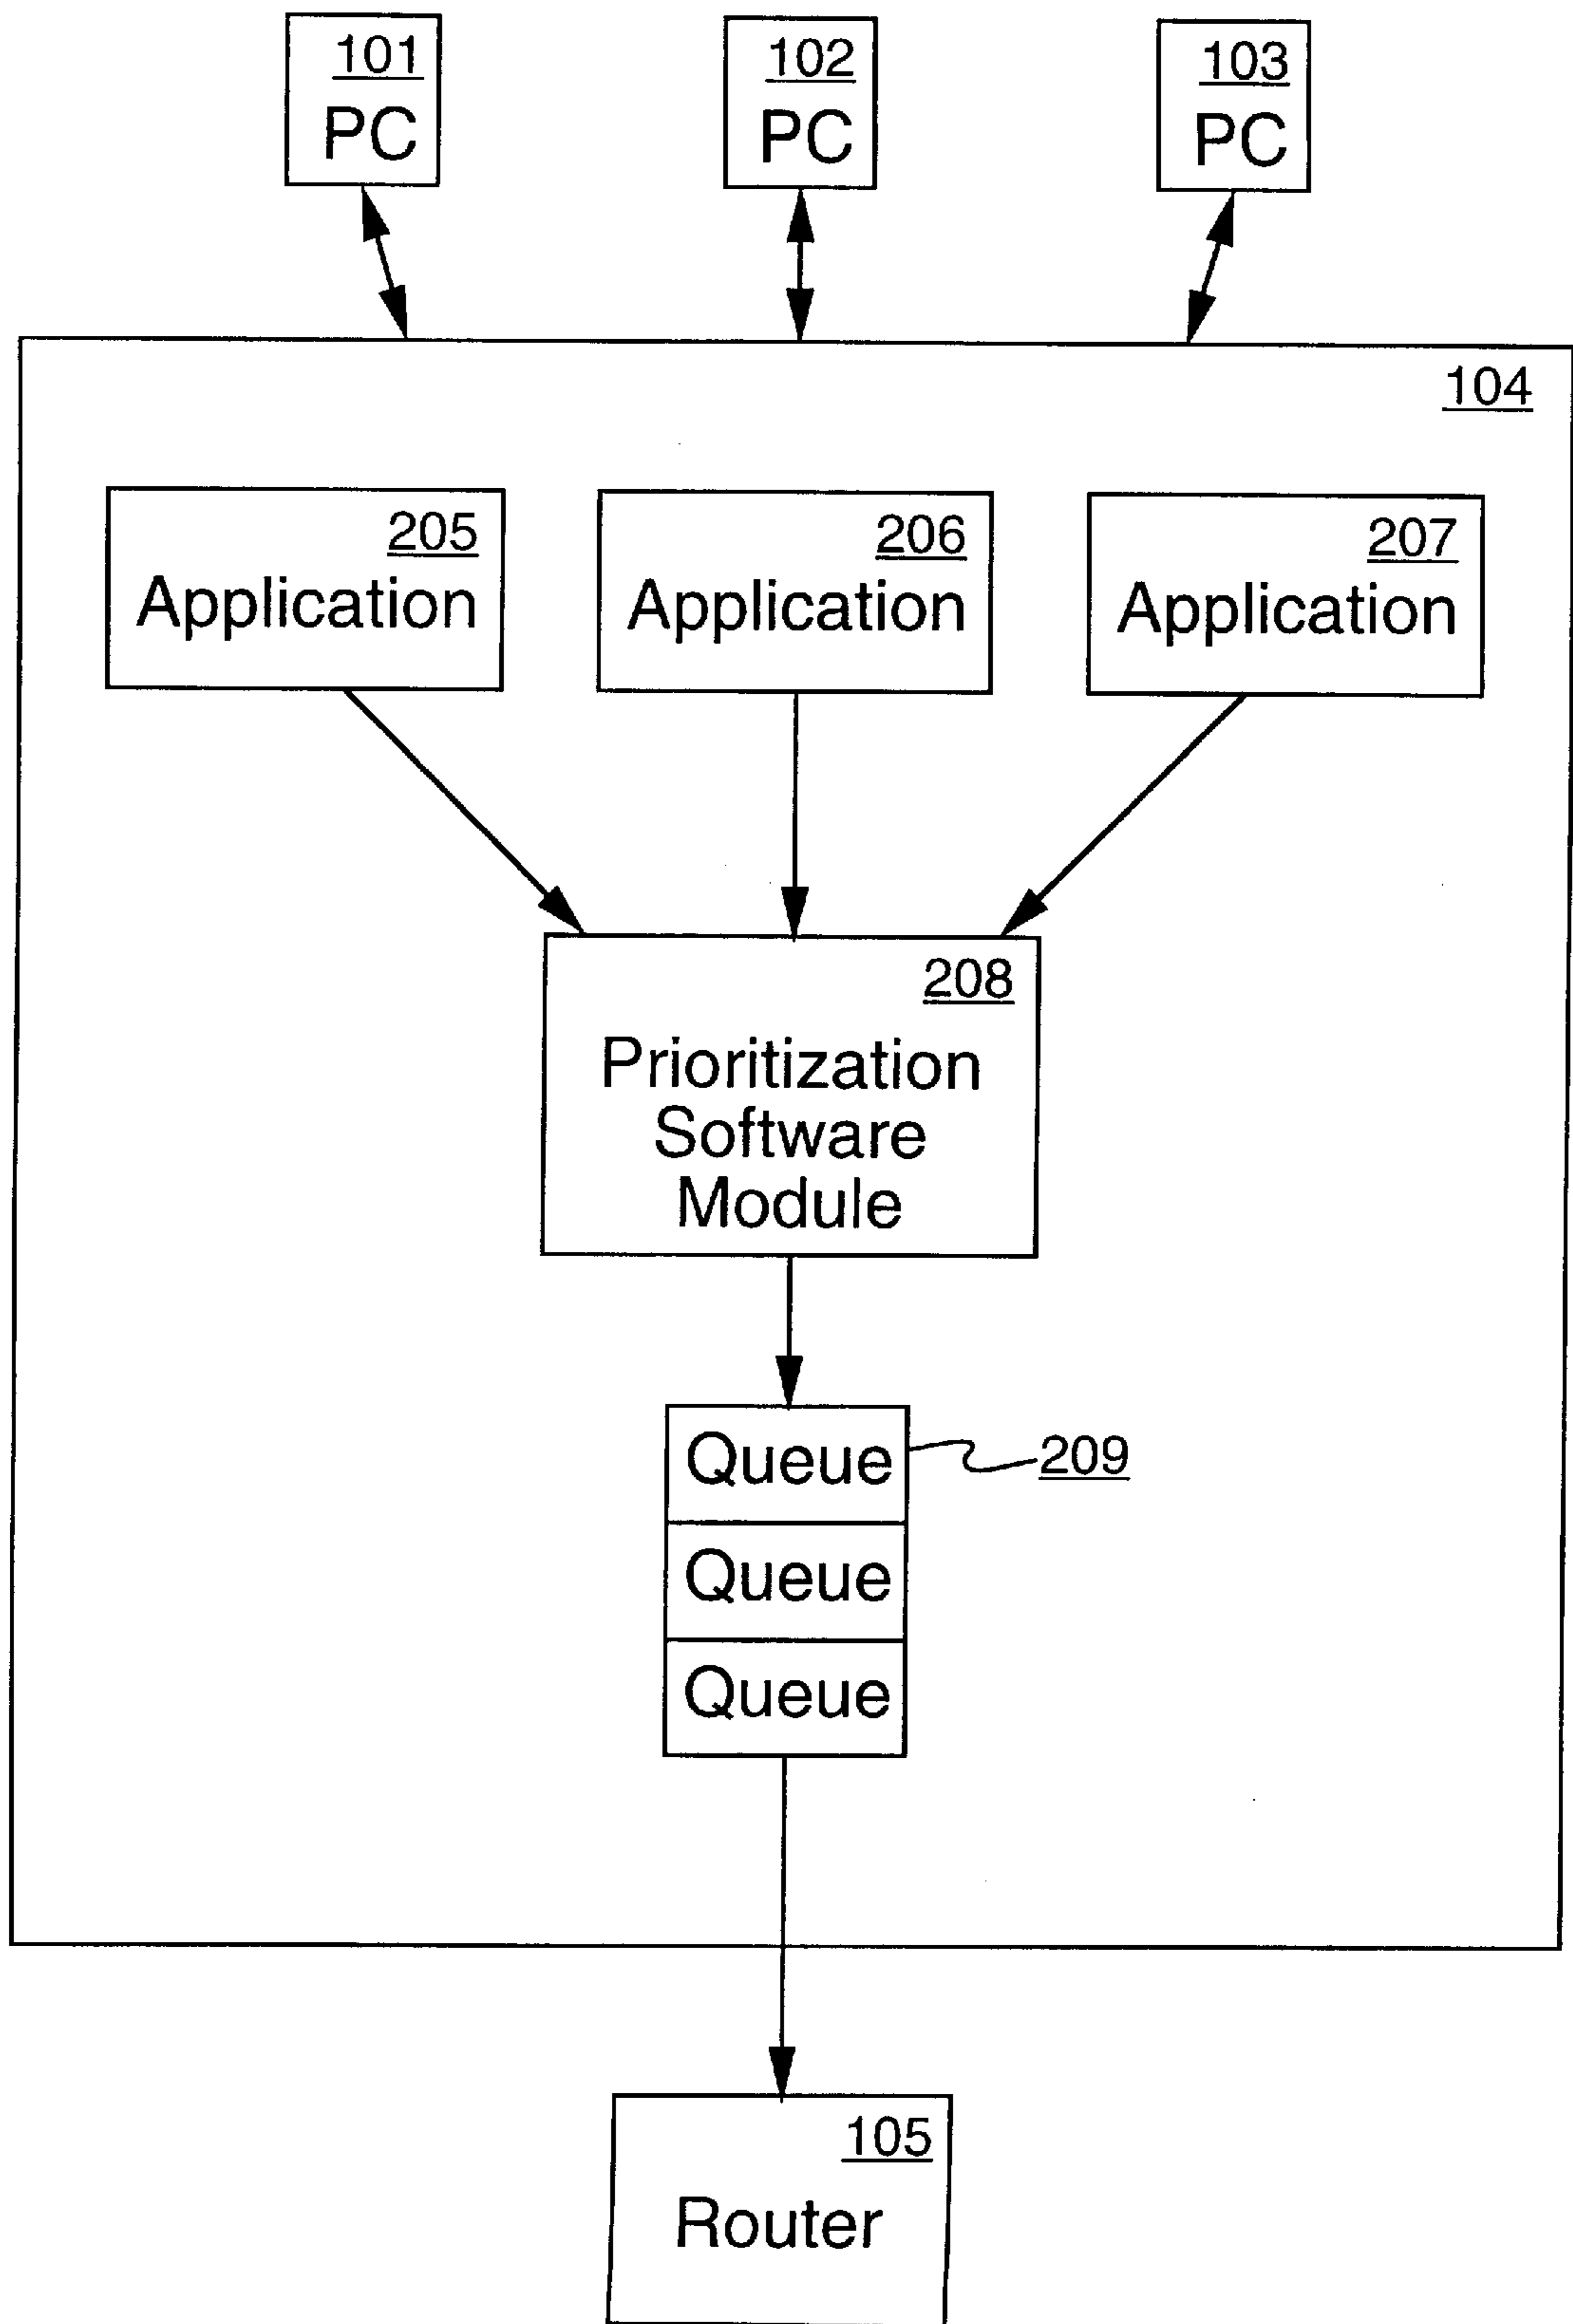 101
PC
102
PC
103
PC
104
205
Application
206
Application
207
Application
208
Prioritization
Software
Module
Queue
209
Queue
Queue
105
Router